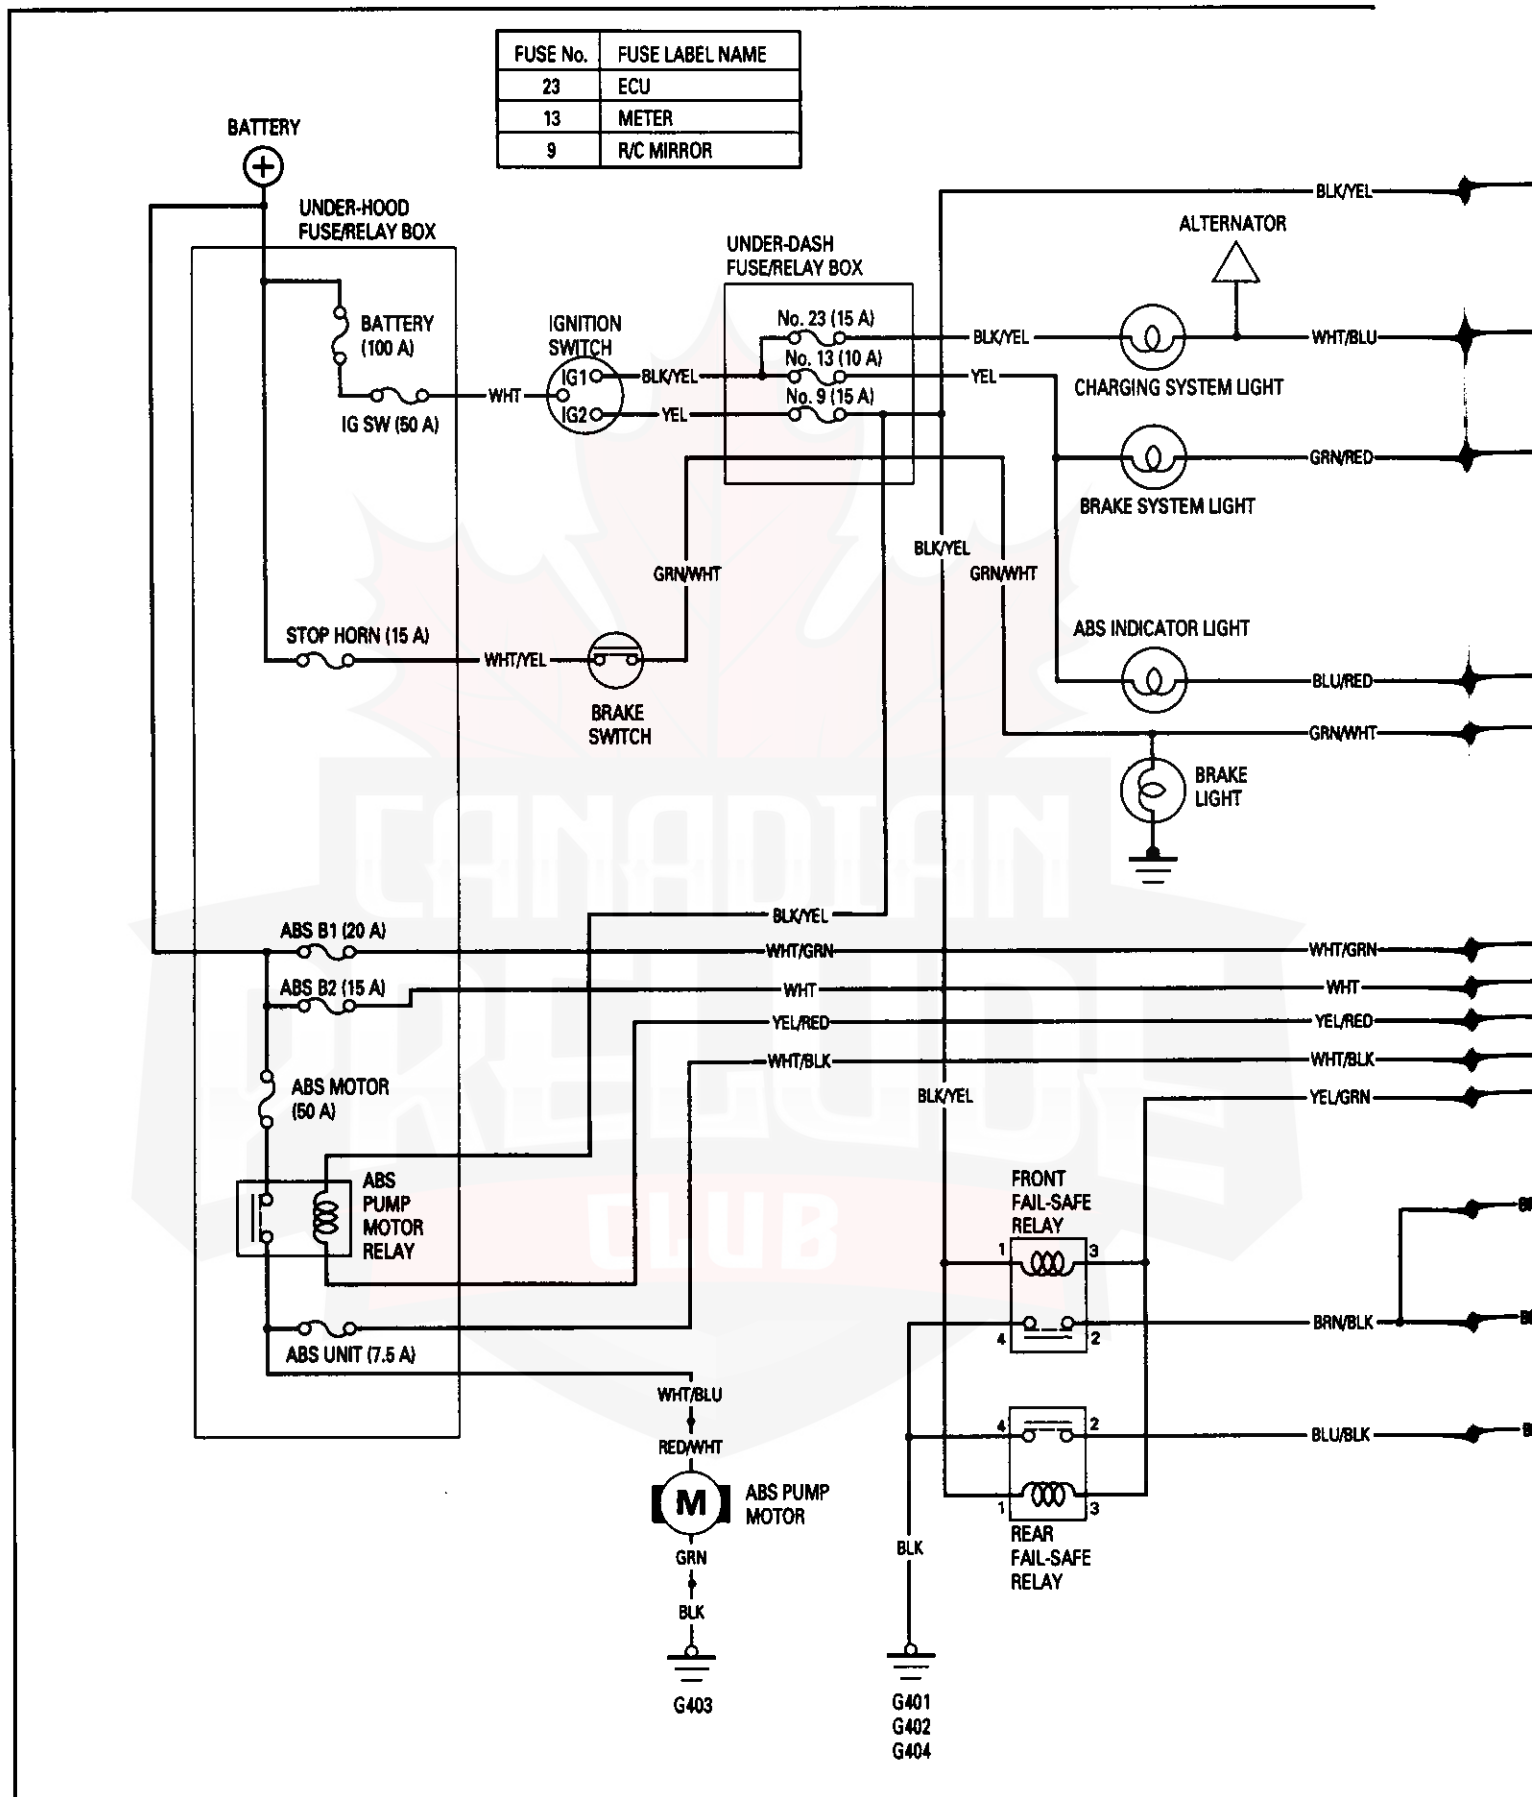 FUSE No. FUSE LABEL NAME
23 ECU
13 METER
9 R/C MIRROR
BATTERY
UNDER-HOOD
FUSE/RELAY BOX
BLK/YEL
ALTERNATOR
UNDER-DASH
FUSE/RELAY BOX
BATTERY
(100 A)
IGNITION
SWITCH
No. 23 (15 A)
BLK/YEL
WHT/BLU
No. 13 (10 A)
IG1
BLK/YEL
YEL
CHARGING SYSTEM LIGHT
WHT
No. 9 (15 A)
IG2
YEL
IG SW (50 A)
GRN/RED
BRAKE SYSTEM LIGHT
BLK/YEL
GRN/WHT
GRN/WHT
ABS INDICATOR LIGHT
STOP HORN (15 A)
WHT/YEL
BLU/RED
BRAKE
SWITCH
GRN/WHT
BRAKE
LIGHT
CANADIAN
PRELUDE
CLUB
BLK/YEL
ABS B1 (20 A)
WHT/GRN
WHT/GRN
ABS B2 (15 A)
WHT
WHT
YEL/RED
YEL/RED
WHT/BLK
WHT/BLK
ABS MOTOR
(50 A)
BLK/YEL
YEL/GRN
ABS
PUMP
MOTOR
RELAY
FRONT
FAIL-SAFE
RELAY
1 3
4 2
BRN/BLK
ABS UNIT (7.5 A)
WHT/BLU
4 2
BLU/BLK
RED/WHT
M
ABS PUMP
MOTOR
1 3
REAR
FAIL-SAFE
RELAY
BLK
GRN
BLK
G403
G401
G402
G404